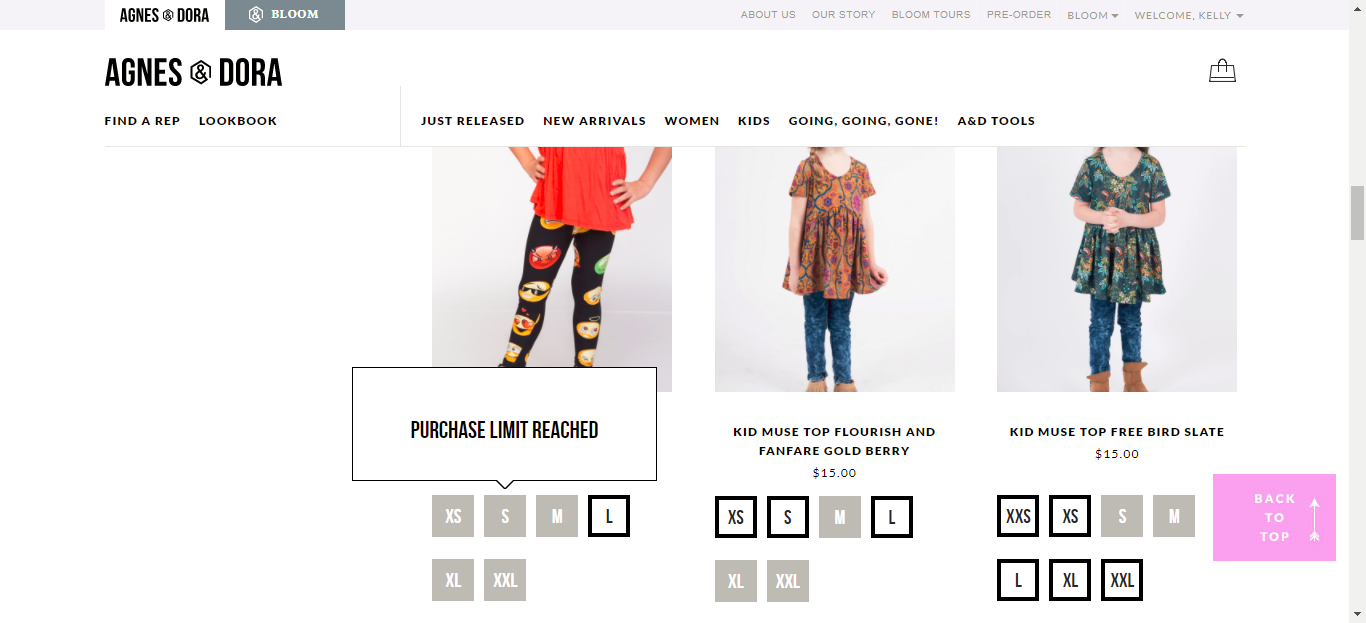 AGNES & DORA
& BLOOM
ABOUT US OUR STORY BLOOM TOURS PRE-ORDER BLOOM WELCOME, KELLY
AGNES & DORA
FIND A REP LOOKBOOK JUST RELEASED NEW ARRIVALS WOMEN KIDS GOING, GOING, GONE! A&D TOOLS
PURCHASE LIMIT REACHED
XS S M L
XL XXL
KID MUSE TOP FLOURISH AND
FANFARE GOLD BERRY
$15.00
XS S M L
XL XXL
KID MUSE TOP FREE BIRD SLATE
$15.00
XXS XS S M
L XL XXL
BACK
TO
TOP